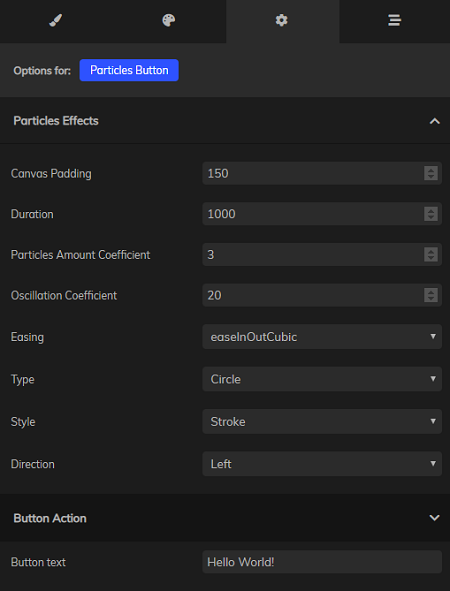 Options for: Particles Button
Particles Effects
Canvas Padding 150
Duration 1000
Particles Amount Coefficient 3
Oscillation Coefficient 20
Easing easeInOutCubic
Type Circle
Style Stroke
Direction Left
Button Action
Button text Hello World!